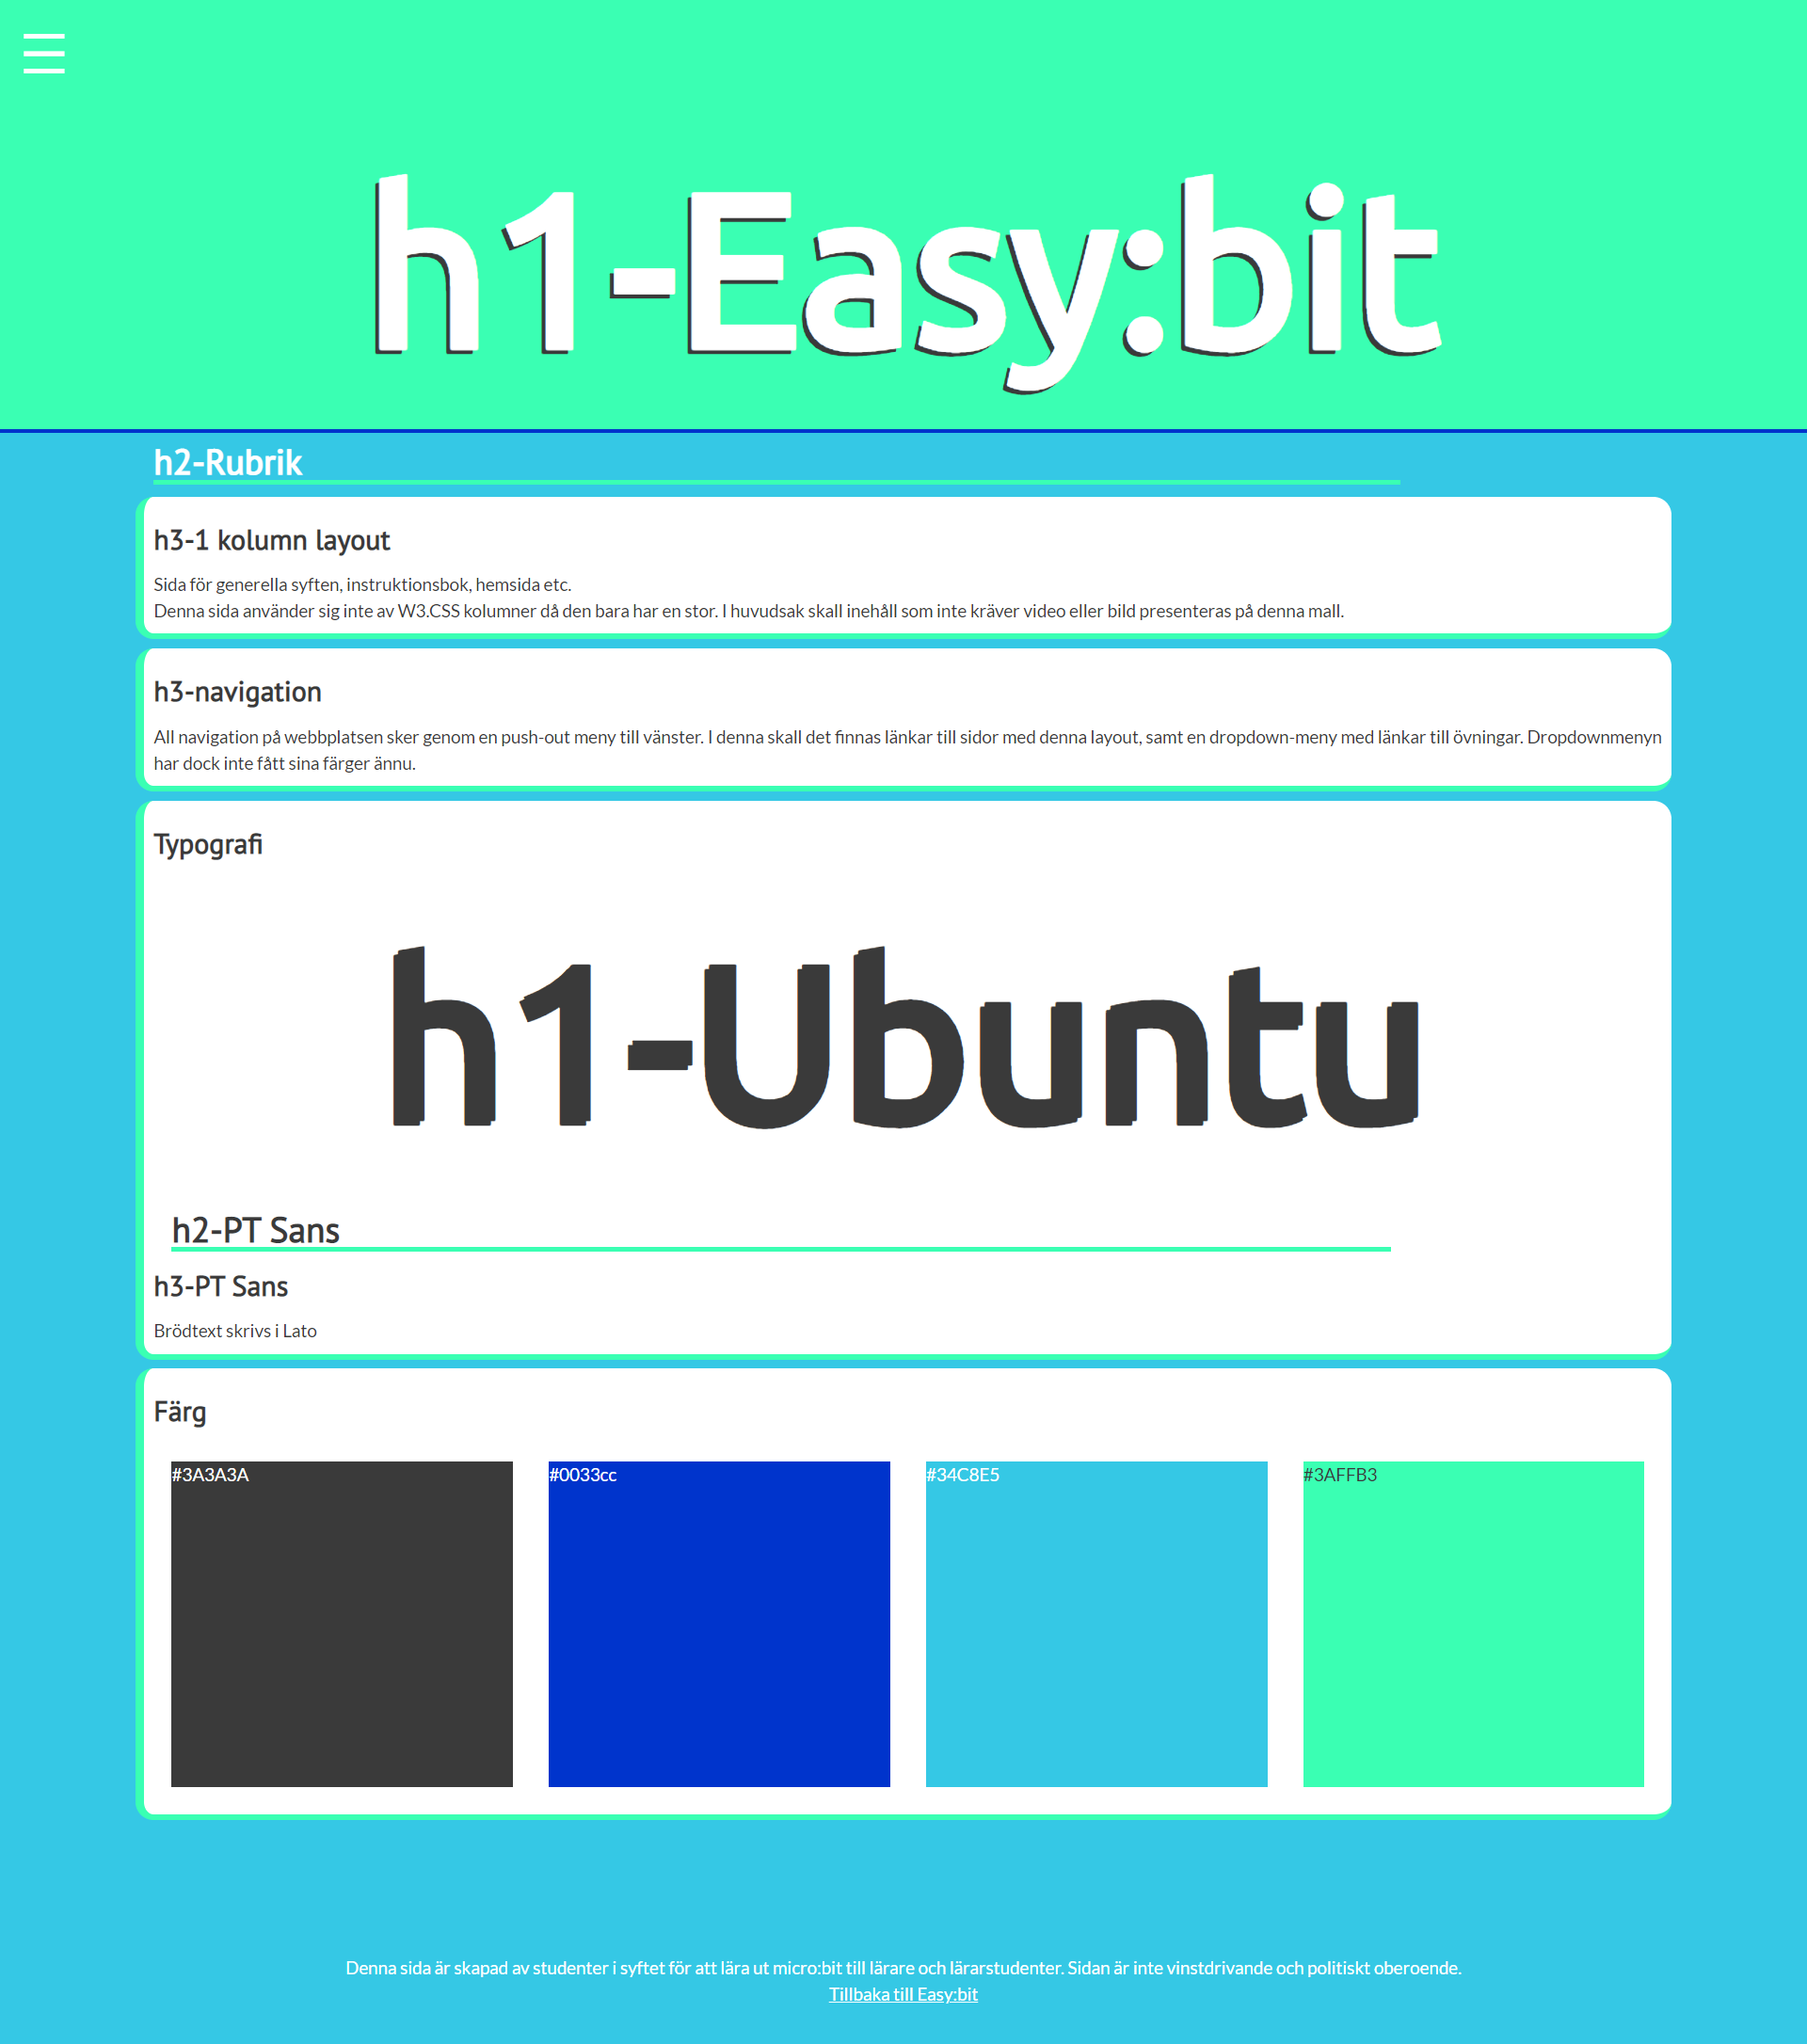 h1-Easy:bit
h2-Rubrik
h3-1 kolumn layout
Sida för generella syften, instruktionsbok, hemsida etc.
Denna sida använder sig inte av W3.CSS kolumner då den bara har en stor. I huvudsak skall inehåll som inte kräver video eller bild presenteras på denna mall.
h3-navigation
All navigation på webbplatsen sker genom en push-out meny till vänster. I denna skall det finnas länkar till sidor med denna layout, samt en dropdown-meny med länkar till övningar. Dropdownmenyn
har dock inte fått sina färger ännu.
Typografi
h1-Ubuntu
h2-PT Sans
h3-PT Sans
Brödtext skrivs i Lato
Färg
#3A3A3A
#0033cc
#34C8E5
#3AFFB3
Denna sida är skapad av studenter i syftet för att lära ut micro:bit till lärare och lärarstudenter. Sidan är inte vinstdrivande och politiskt oberoende.
Tillbaka till Easy:bit